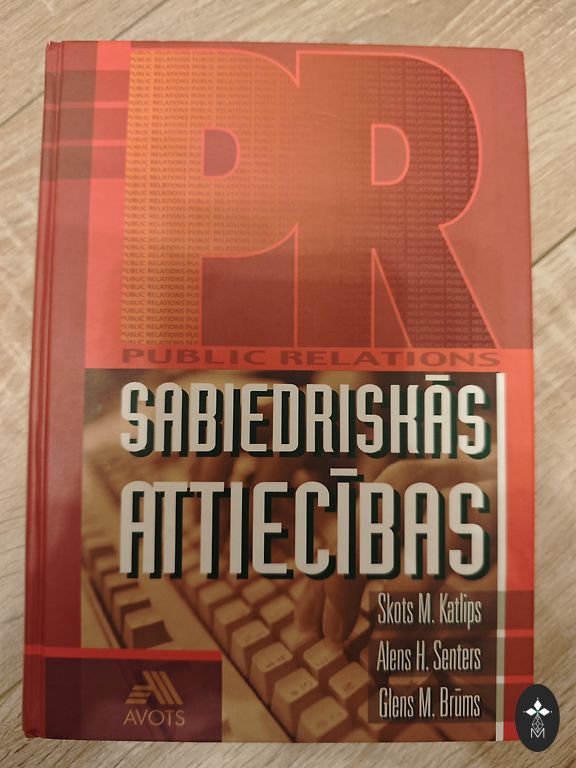 PR
PUBLIC RELATIONS
SABIEDRISKĀS
ATTIECĪBAS
Skots M. Katlips
Alens H. Senters
Glens M. Brūms
AVOTS
M